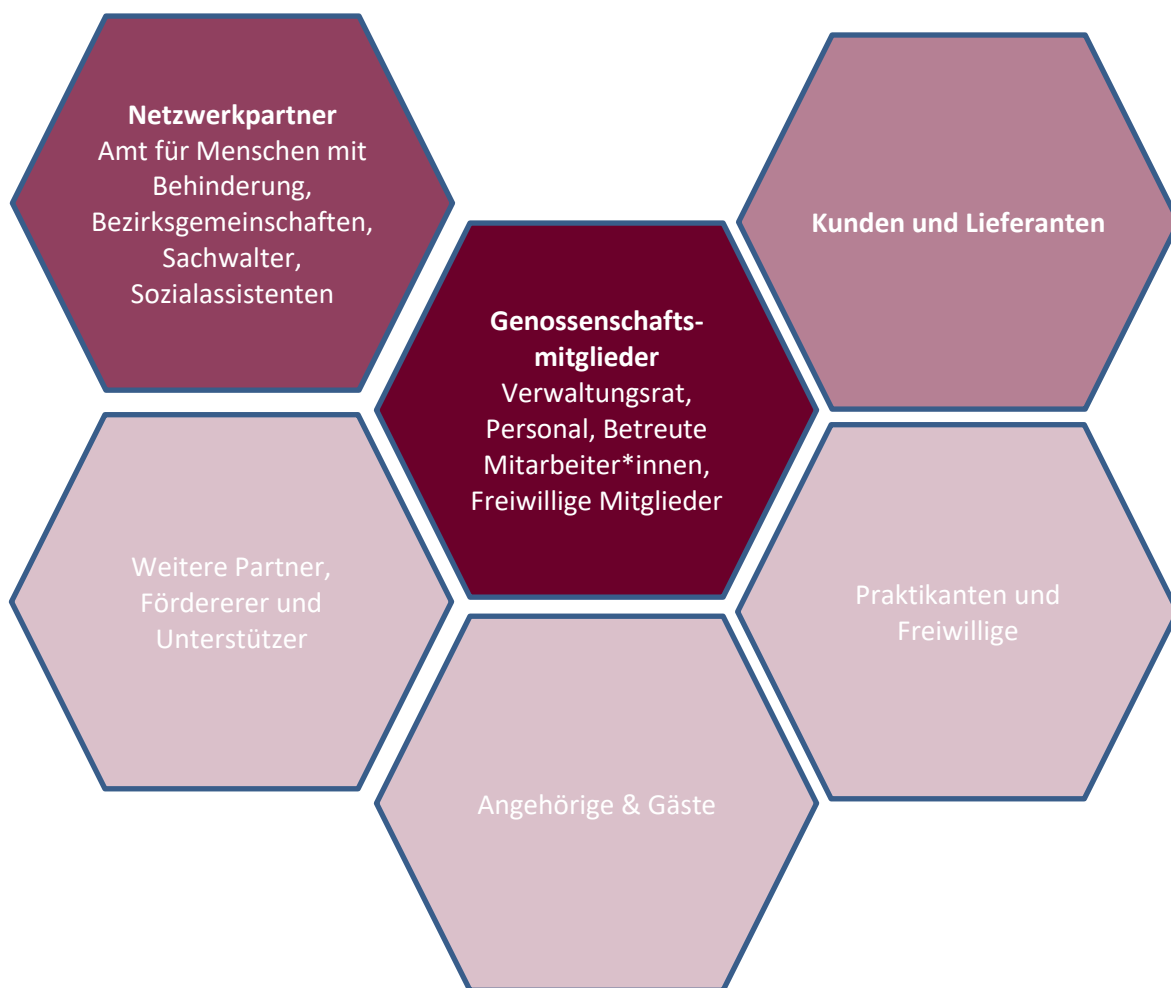 Netzwerkpartner
Amt für Menschen mit
Behinderung,
Bezirksgemeinschaften,
Sachwalter,
Sozialassistenten
Kunden und Lieferanten
Genossenschafts-
mitglieder
Verwaltungsrat,
Personal, Betreute
Mitarbeiter*innen,
Freiwillige Mitglieder
Weitere Partner,
Fördererer und
Unterstützer
Praktikanten und
Freiwillige
Angehörige & Gäste